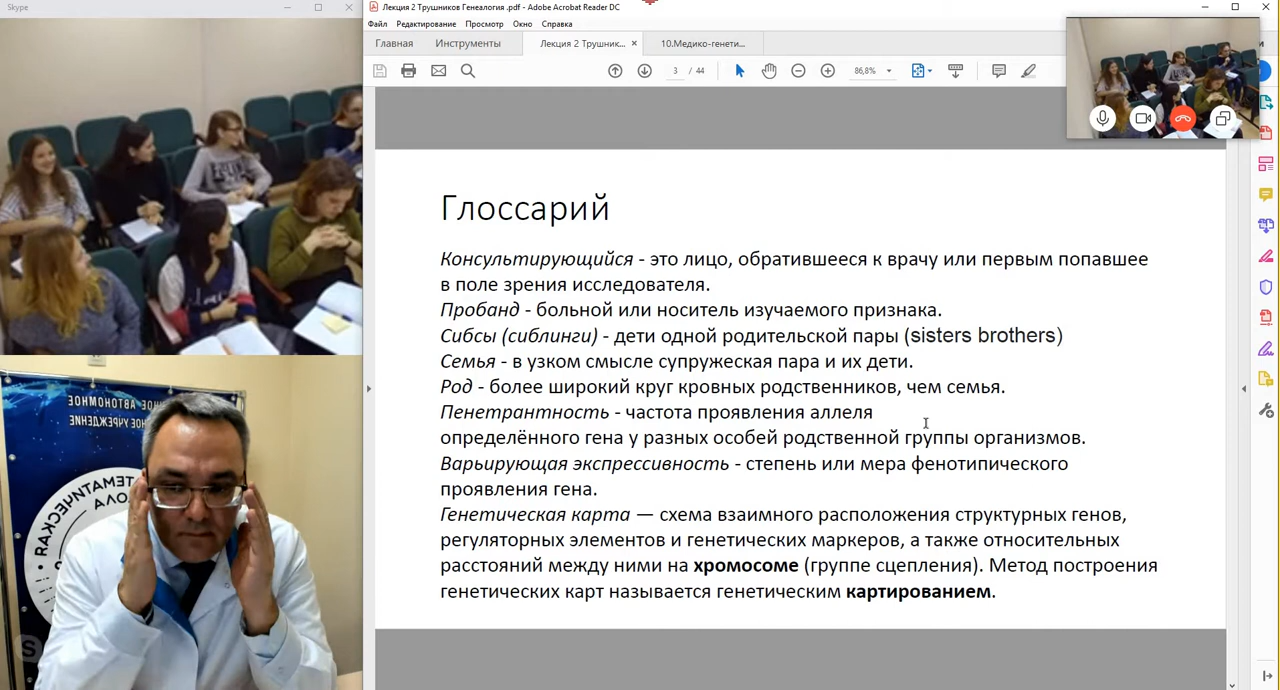 Skype
Лекция 2 Трушников Генеалогия .pdf - Adobe Acrobat Reader DC
Файл Редактирование Просмотр Окно Справка
Главная Инструменты Лекция 2 Трушник... × 10.Медико-генети...
3 / 44 86,8%
Глоссарий
Консультирующийся - это лицо, обратившееся к врачу или первым попавшее
в поле зрения исследователя.
Пробанд - больной или носитель изучаемого признака.
Сибсы (сиблинги) - дети одной родительской пары (sisters brothers)
Семья - в узком смысле супружеская пара и их дети.
Род - более широкий круг кровных родственников, чем семья.
Пенетрантность - частота проявления аллеля
определённого гена у разных особей родственной группы организмов.
Варьирующая экспрессивность - степень или мера фенотипического
проявления гена.
Генетическая карта — схема взаимного расположения структурных генов,
регуляторных элементов и генетических маркеров, а также относительных
расстояний между ними на хромосоме (группе сцепления). Метод построения
генетических карт называется генетическим картированием.
НОЕ АВТОНОМНОЕ
УЧРЕЖДЕНИЕ